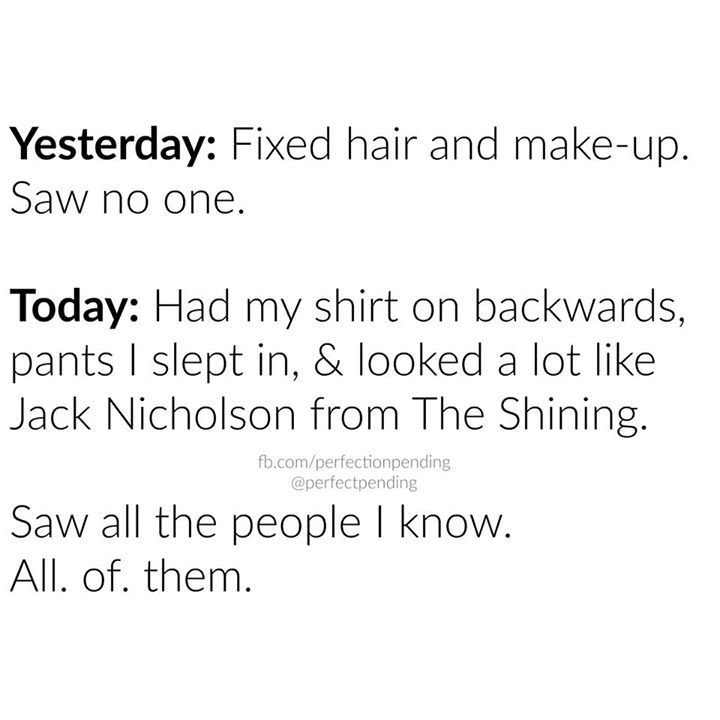 Yesterday: Fixed hair and make-up.
Saw no one.
Today: Had my shirt on backwards,
pants I slept in, & looked a lot like
Jack Nicholson from The Shining.
fb.com/perfectionpending
@perfectpending
Saw all the people I know.
All. of. them.